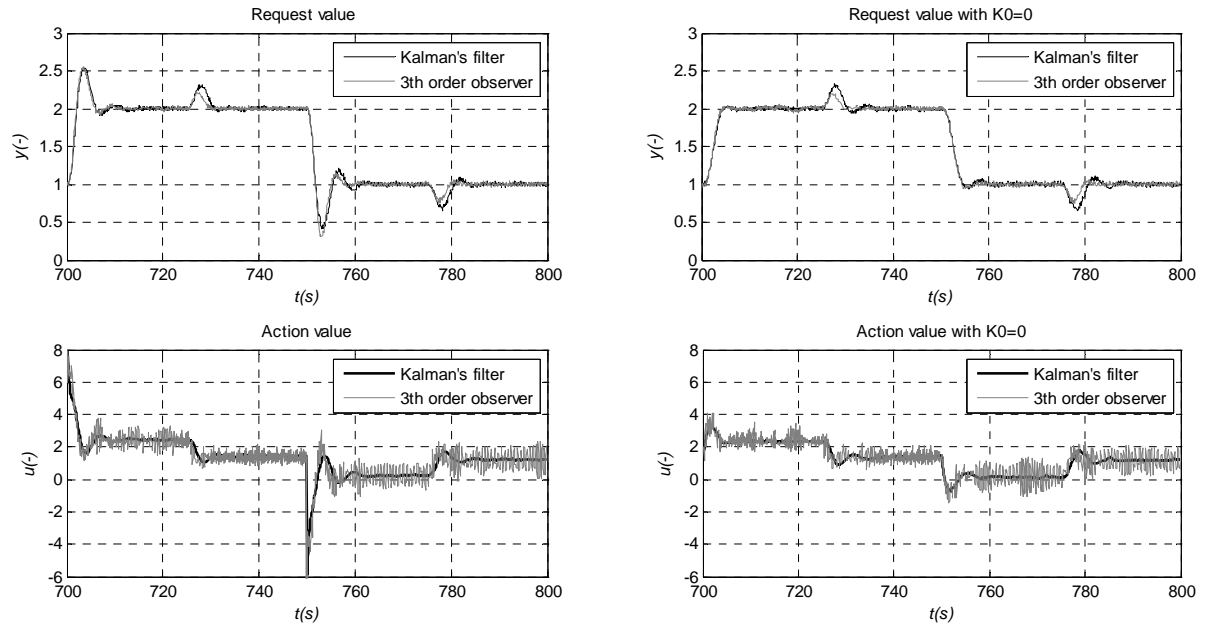 Request value
3
2.5
2
1.5
1
0.5
0
y(-)
Kalman's filter
3th order observer
700 720 740 760 780 800
t(s)
Request value with K0=0
3
2.5
2
1.5
1
0.5
0
y(-)
Kalman's filter
3th order observer
700 720 740 760 780 800
t(s)
Action value
8
6
4
2
0
-2
-4
-6
u(-)
Kalman's filter
3th order observer
700 720 740 760 780 800
t(s)
Action value with K0=0
8
6
4
2
0
-2
-4
-6
u(-)
Kalman's filter
3th order observer
700 720 740 760 780 800
t(s)